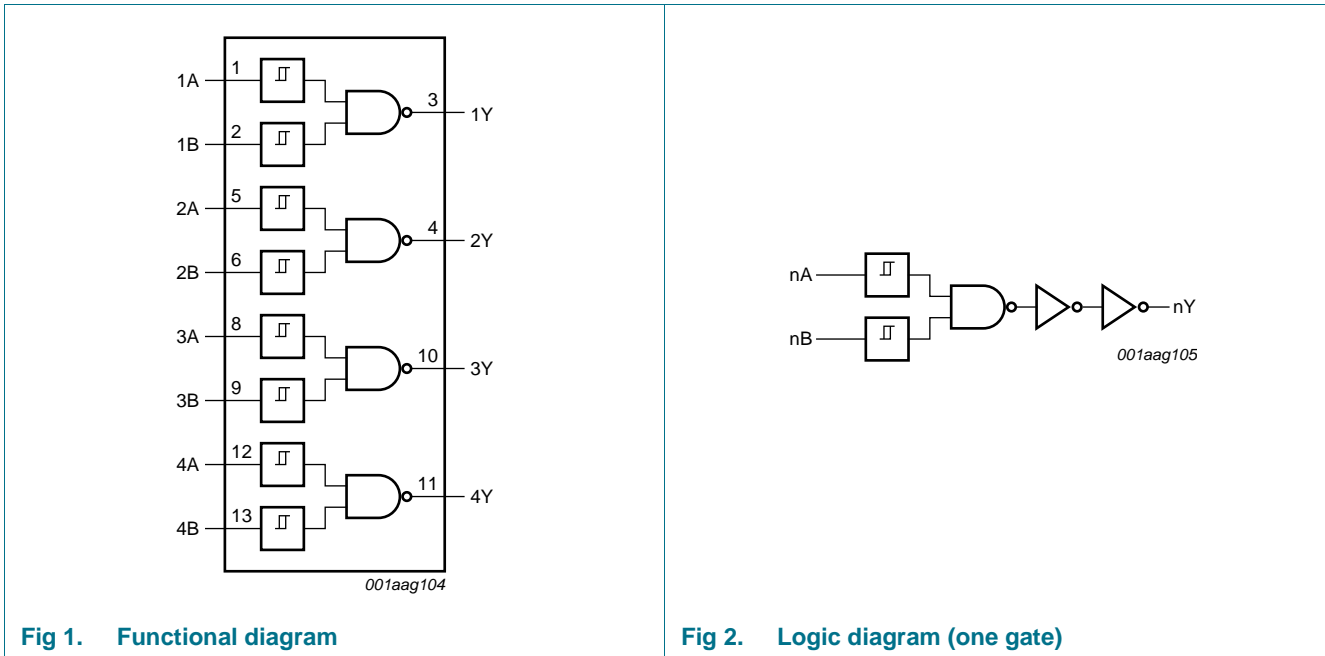 1A 1
3 1Y
1B 2
2A 5
4 2Y
2B 6
3A 8
10 3Y
3B 9
4A 12
11 4Y
4B 13
001aag104
Fig 1. Functional diagram
nA
nY
nB
001aag105
Fig 2. Logic diagram (one gate)